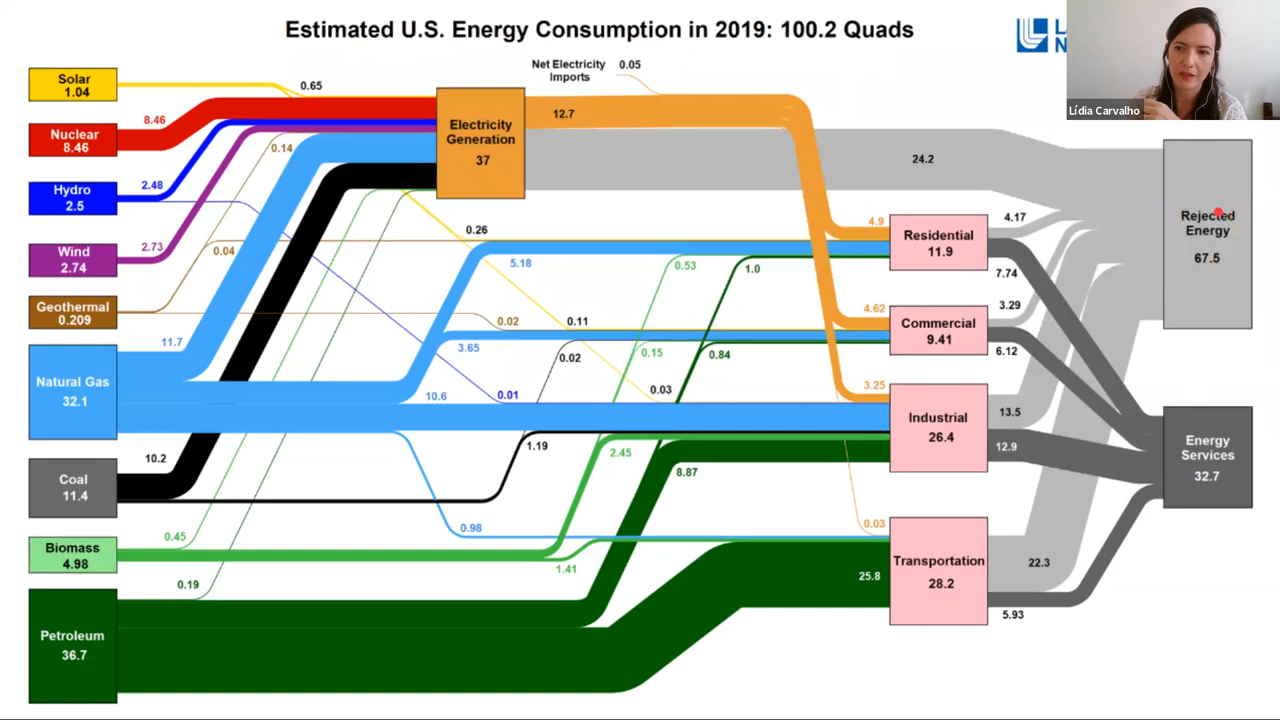 Estimated U.S. Energy Consumption in 2019: 100.2 Quads
Lídia Carvalho
Net Electricity
Imports
0.05
Solar
1.04
0.65
Nuclear
8.46
8.46
Hydro
2.5
2.48
Wind
2.74
2.73
Geothermal
0.209
0.14
0.04
Natural Gas
32.1
11.7
Coal
11.4
10.2
Biomass
4.98
0.45
Petroleum
36.7
0.19
Electricity
Generation
37
12.7
24.2
0.26
5.18
0.53
1.0
0.02
0.11
3.65
0.02
0.15
0.84
10.6
0.01
0.03
1.19
2.45
8.87
0.98
1.41
25.8
4.9
4.62
3.25
0.03
Residential
11.9
Commercial
9.41
Industrial
26.4
Transportation
28.2
4.17
7.74
3.29
6.12
13.5
12.9
22.3
5.93
Rejected
Energy
67.5
Energy
Services
32.7